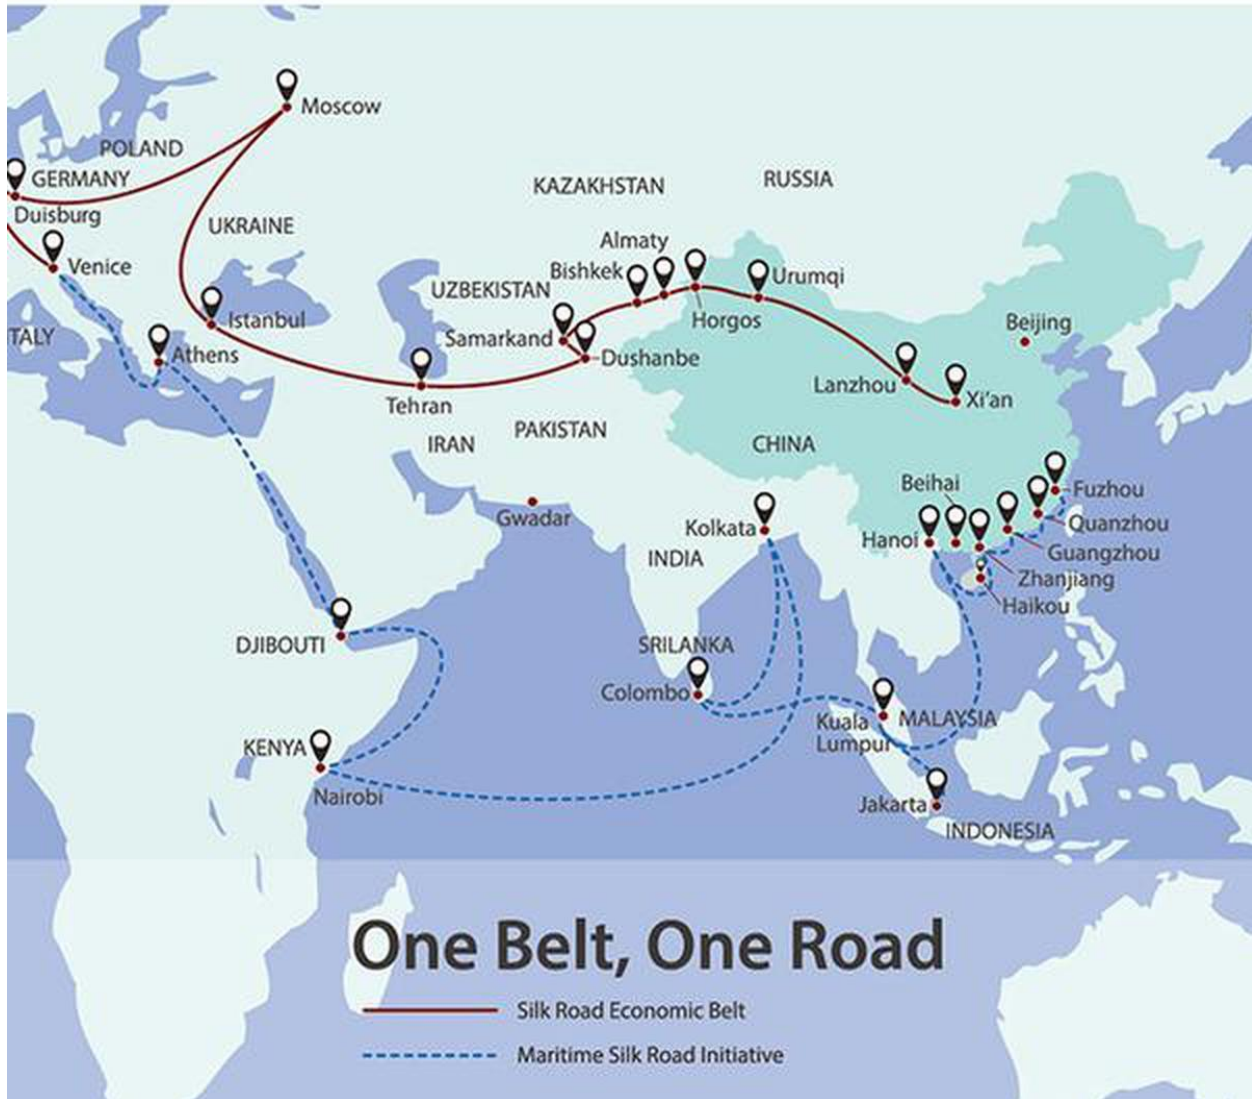 Moscow
POLAND
GERMANY
Duisburg
UKRAINE
Venice
KAZAKHSTAN
RUSSIA
Almaty
Bishkek
Urumqi
UZBEKISTAN
Horgos
Samarkand
Dushanbe
Istanbul
TALY
Athens
Beijing
Tehran
Lanzhou
Xi'an
IRAN
PAKISTAN
CHINA
Gwadar
Kolkata
INDIA
Beihai
Hanoi
Fuzhou
Quanzhou
Guangzhou
Zhanjiang
Haikou
DJIBOUTI
SRILANKA
Colombo
Kuala
Lumpur
MALAYSIA
KENYA
Nairobi
Jakarta
INDONESIA
One Belt, One Road
Silk Road Economic Belt
Maritime Silk Road Initiative